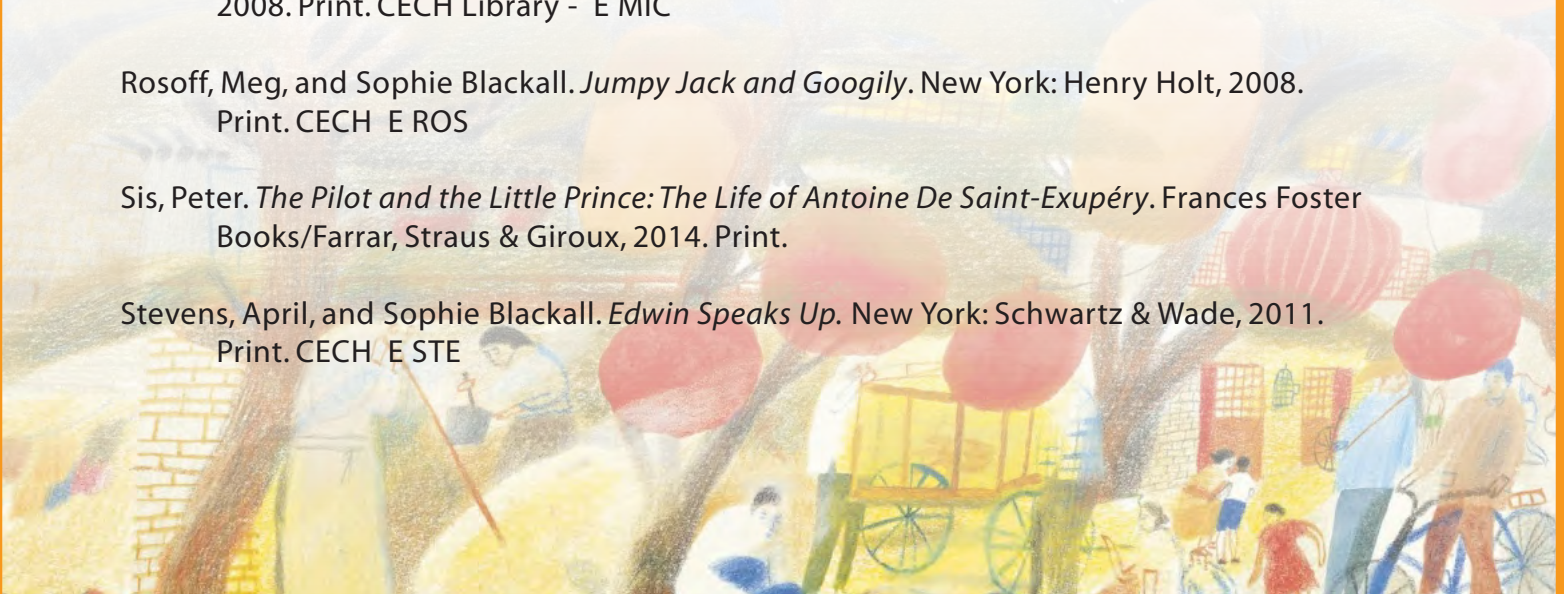 2008. Print. CECH Library -  E MIC
Rosoff, Meg, and Sophie Blackall. Jumpy Jack and Googily. New York: Henry Holt, 2008.
Print. CECH  E ROS
Sis, Peter. The Pilot and the Little Prince: The Life of Antoine De Saint-Exupéry. Frances Foster
Books/Farrar, Straus & Giroux, 2014. Print.
Stevens, April, and Sophie Blackall. Edwin Speaks Up. New York: Schwartz & Wade, 2011.
Print. CECH  E STE